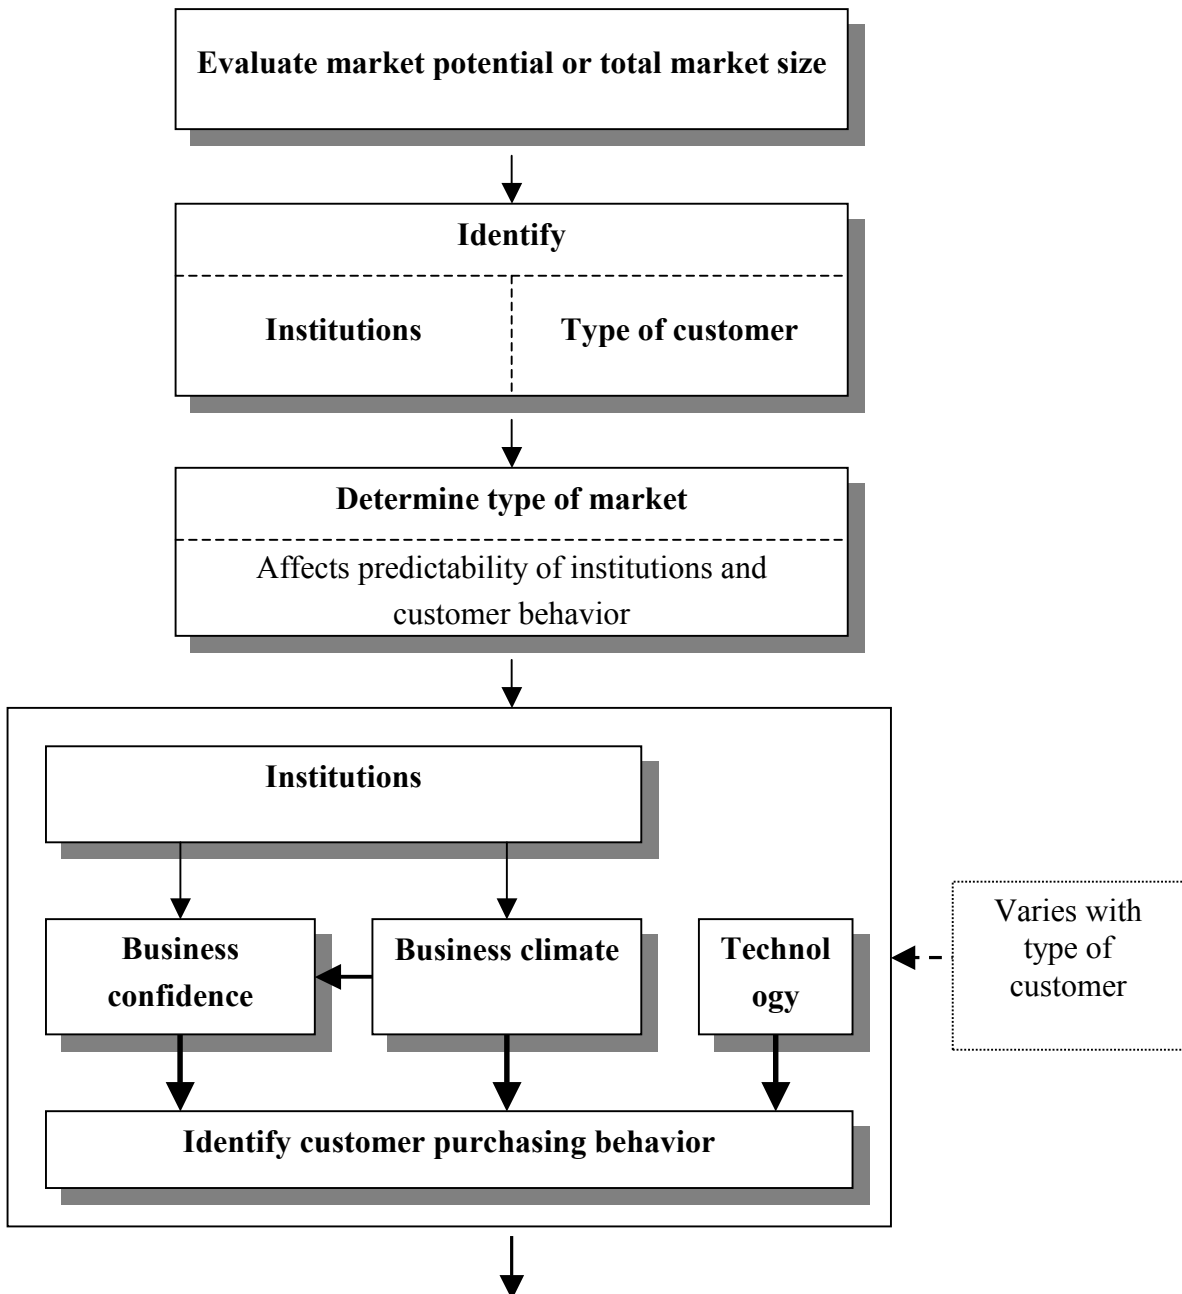 Evaluate market potential or total market size
Identify
Institutions
Type of customer
Determine type of market
Affects predictability of institutions and
customer behavior
Institutions
Business
confidence
Business climate
Technol
ogy
Varies with
type of
customer
Identify customer purchasing behavior